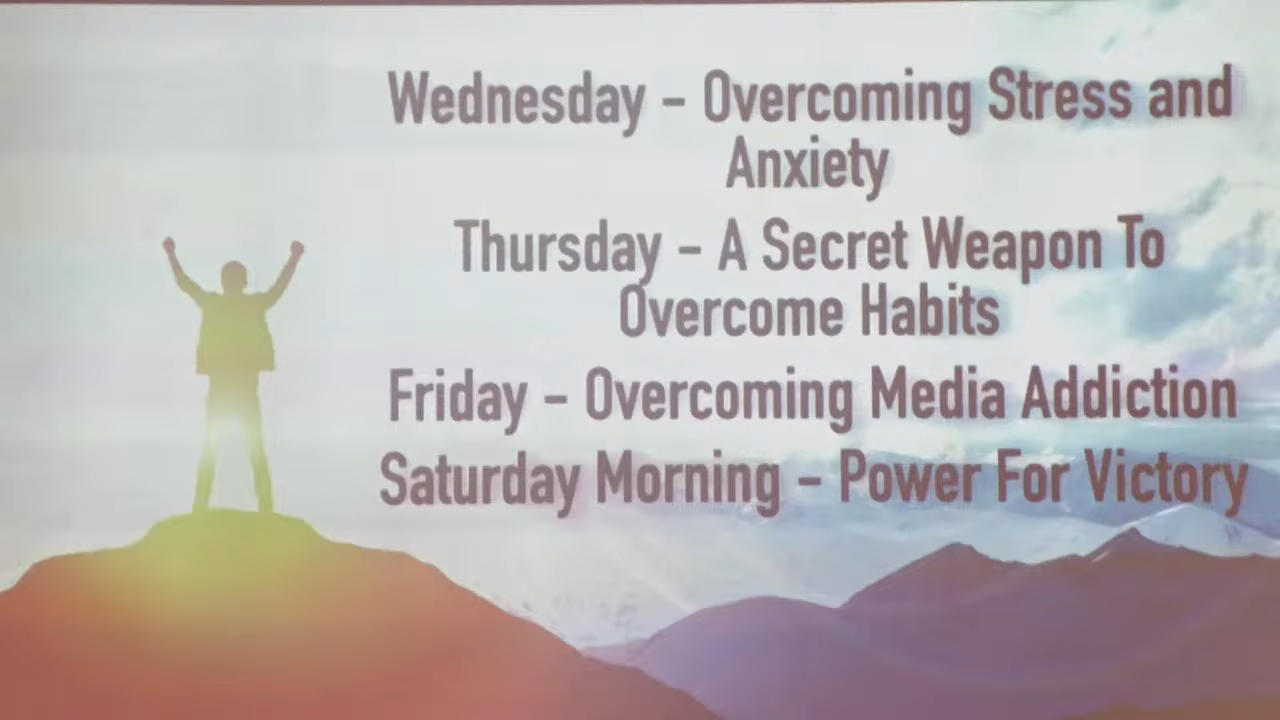 Wednesday – Overcoming Stress and
Anxiety
Thursday – A Secret Weapon To
Overcome Habits
Friday – Overcoming Media Addiction
Saturday Morning – Power For Victory